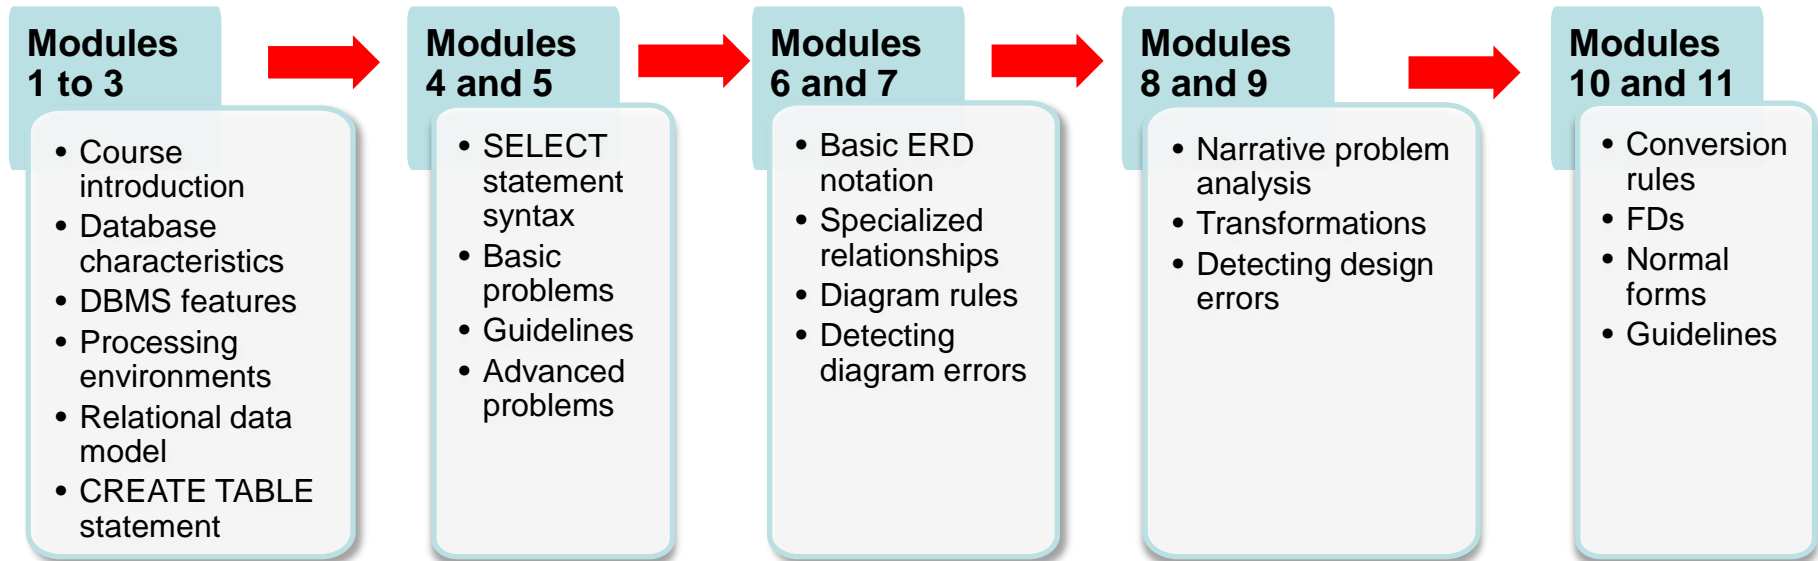 Modules
1 to 3
• Course
introduction
• Database
characteristics
• DBMS features
• Processing
environments
• Relational data
model
• CREATE TABLE
statement
Modules
4 and 5
• SELECT
statement
syntax
• Basic
problems
• Guidelines
• Advanced
problems
Modules
6 and 7
• Basic ERD
notation
• Specialized
relationships
• Diagram rules
• Detecting
diagram errors
Modules
8 and 9
• Narrative problem
analysis
• Transformations
• Detecting design
errors
Modules
10 and 11
• Conversion
rules
• FDs
• Normal
forms
• Guidelines